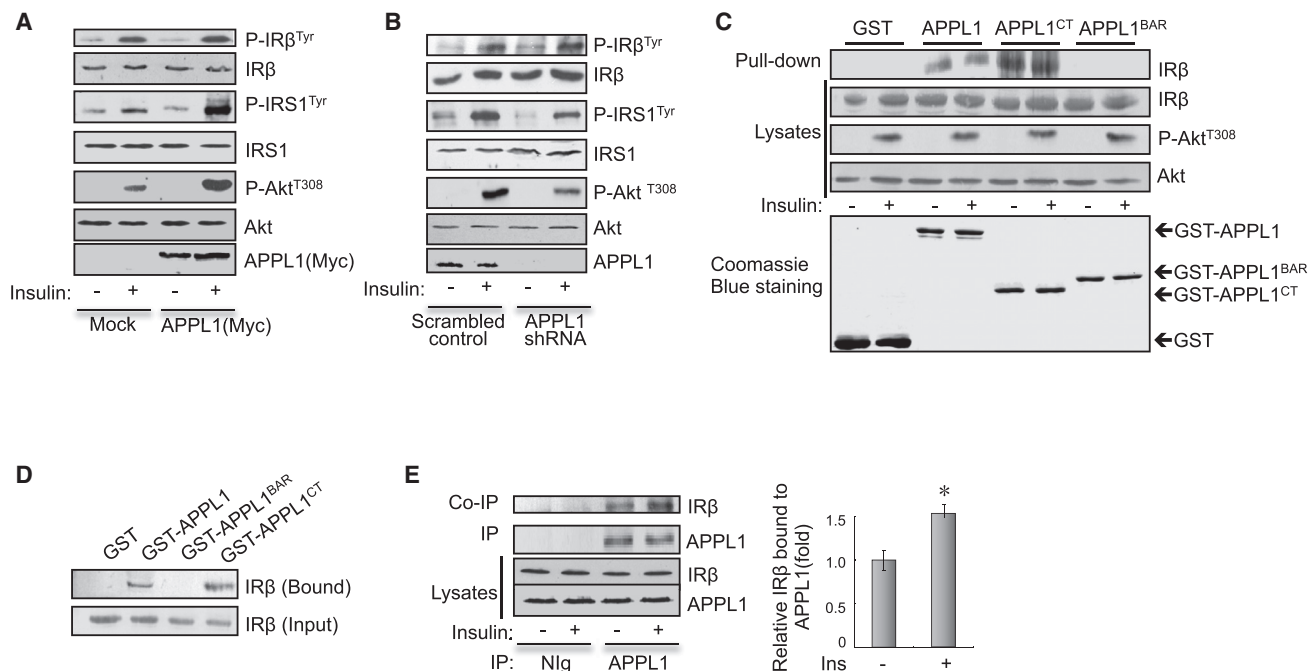 A
P-IRβTyr
IRβ
P-IRS1Tyr
IRS1
P-AktT308
Akt
APPL1(Myc)
Insulin: - + - +
Mock APPL1(Myc)
B
P-IRβTyr
IRβ
P-IRS1Tyr
IRS1
P-Akt T308
Akt
APPL1
Insulin: - + - +
Scrambled control APPL1 shRNA
C
GST APPL1 APPL1CT APPL1BAR
Pull-down IRβ
Lysates
IRβ
P-AktT308
Akt
Insulin: - + - + - + - +
Coomassie
Blue staining
GST-APPL1
GST-APPL1BAR
GST-APPL1CT
GST
D
GST GST-APPL1 GST-APPL1BAR GST-APPL1CT
IRβ (Bound)
IRβ (Input)
E
Co-IP IRβ
IP APPL1
Lysates
IRβ
APPL1
Insulin: - + - +
IP: NIg APPL1
Relative IRβ bound to
APPL1(fold)
1.5
1.0
0.5
0
*
Ins - +